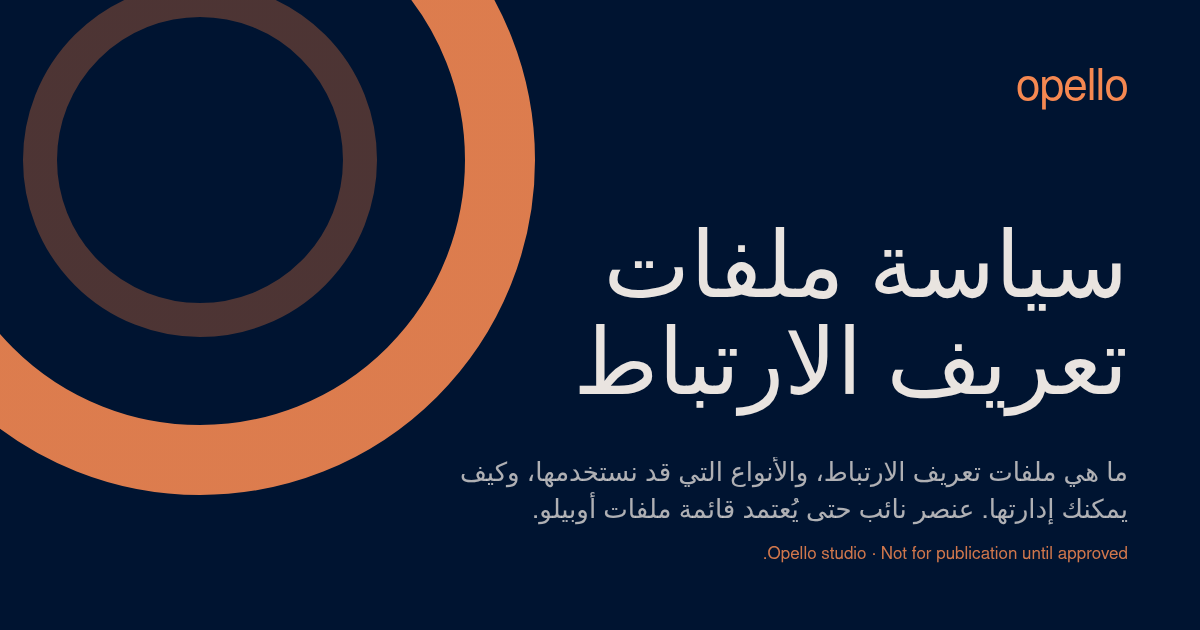 opello
سياسة ملفات
تعريف الارتباط
ما هي ملفات تعريف الارتباط، والأنواع التي قد نستخدمها، وكيف
يمكنك إدارتها. عنصر نائب حتى يُعتمد قائمة ملفات أوبيلو.
.Opello studio · Not for publication until approved